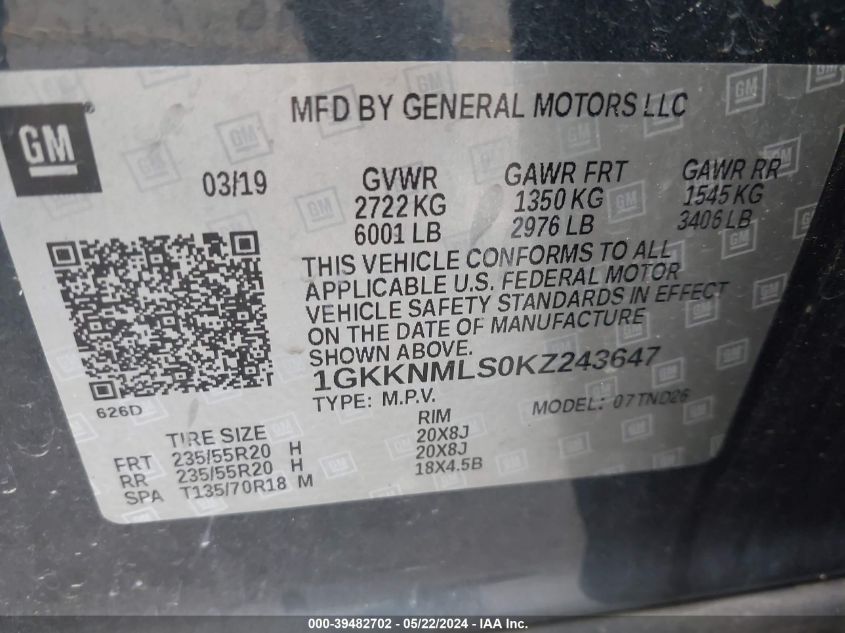 GM
MFD BY GENERAL MOTORS LLC
03/19
GVWR GAWR FRT GAWR RR
2722 KG 1350 KG 1545 KG
6001 LB 2976 LB 3406 LB
THIS VEHICLE CONFORMS TO ALL
APPLICABLE U.S. FEDERAL MOTOR
VEHICLE SAFETY STANDARDS IN EFFECT
ON THE DATE OF MANUFACTURE
SHOWN ABOVE.
1GKKNMLS0KZ243647
626D
TYPE: M.P.V. MODEL: 07TND26
TIRE SIZE RIM
FRT 235/55R20 H 20X8J
RR 235/55R20 H 20X8J
SPA T135/70R18 M 18X4.5B
000-39482702 - 05/22/2024 - IAA Inc.